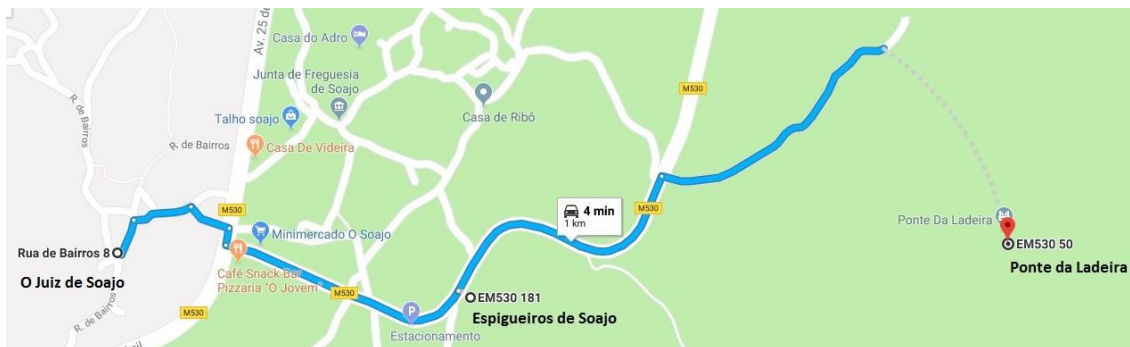 Av. 25 de
Casa do Adro
Junta de Freguesia
de Soajo
Talho soajo
Casa De Videira
R. de Bairros
R. de Bairros
M530
Casa de Ribô
M530
4 min
1 km
M530
Ponte Da Ladeira
EM530 50
Ponte da Ladeira
Rua de Bairros 8
O Juiz de Soajo
Minimercado O Soajo
Café Snack Bar
Pizzaria "O Jovem"
M530
EM530 181
Espigueiros de Soajo
P
Estacionamento
R. de Bairros
M530